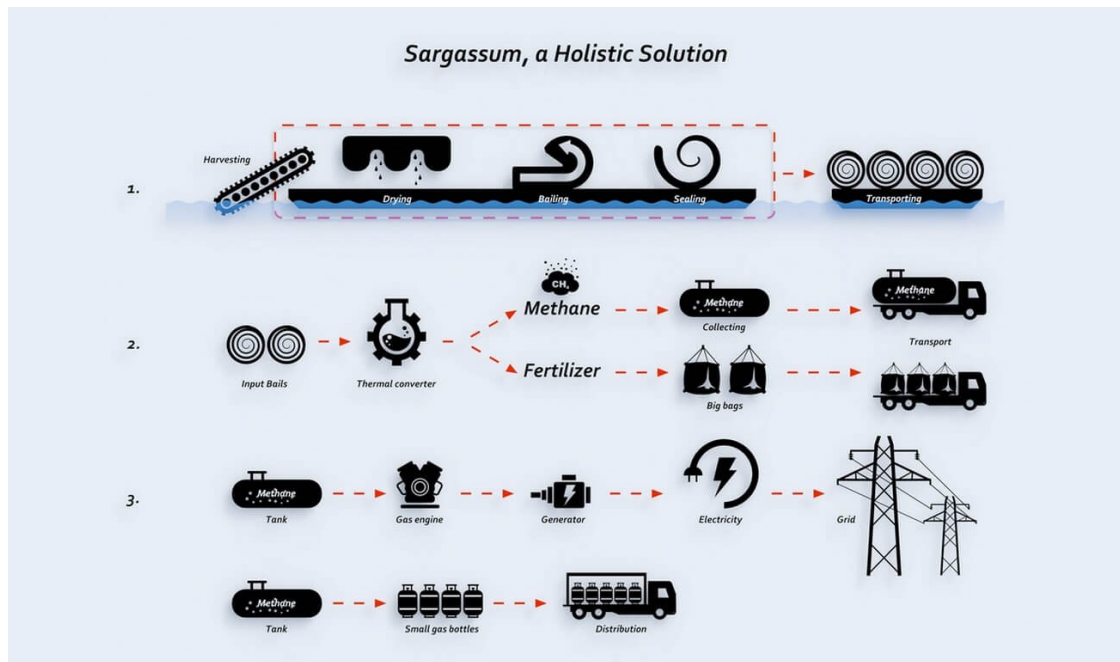 Sargassum, a Holistic Solution
Harvesting
1.
Drying
Bailing
Sealing
Transporting
CH₄
Methane
Methane
Collecting
Methane
Transport
2.
Input Bails
Thermal converter
Fertilizer
Big bags
3.
Methane
Tank
Gas engine
Generator
Electricity
Grid
Methane
Tank
Small gas bottles
Distribution